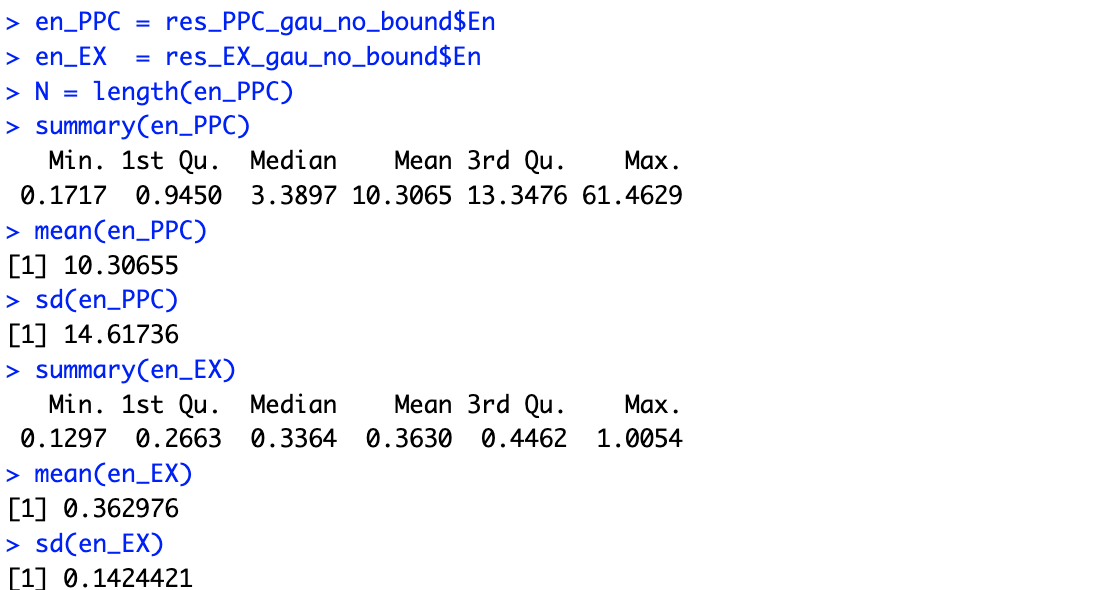 > en_PPC = res_PPC_gau_no_bound$En
> en_EX  = res_EX_gau_no_bound$En
> N = length(en_PPC)
> summary(en_PPC)
   Min. 1st Qu.  Median    Mean 3rd Qu.    Max.
 0.1717  0.9450  3.3897 10.3065 13.3476 61.4629
> mean(en_PPC)
[1] 10.30655
> sd(en_PPC)
[1] 14.61736
> summary(en_EX)
   Min. 1st Qu.  Median    Mean 3rd Qu.    Max.
 0.1297  0.2663  0.3364  0.3630  0.4462  1.0054
> mean(en_EX)
[1] 0.362976
> sd(en_EX)
[1] 0.1424421